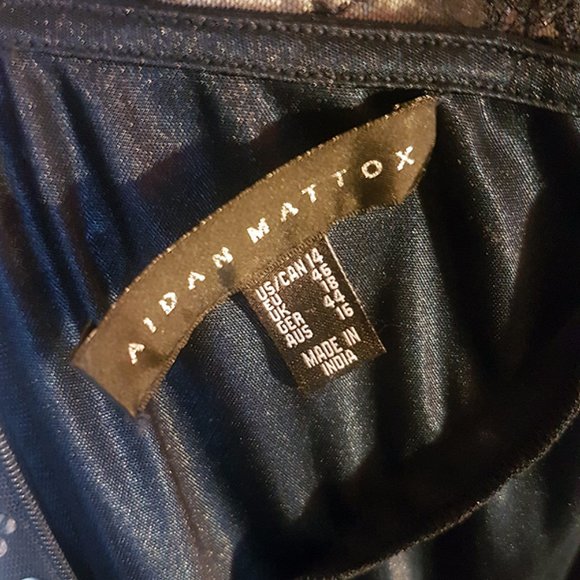 AIDAN MATTOX
US/CAN 14
EU 46
UK 18
GER 44
AUS 16
MADE IN
INDIA